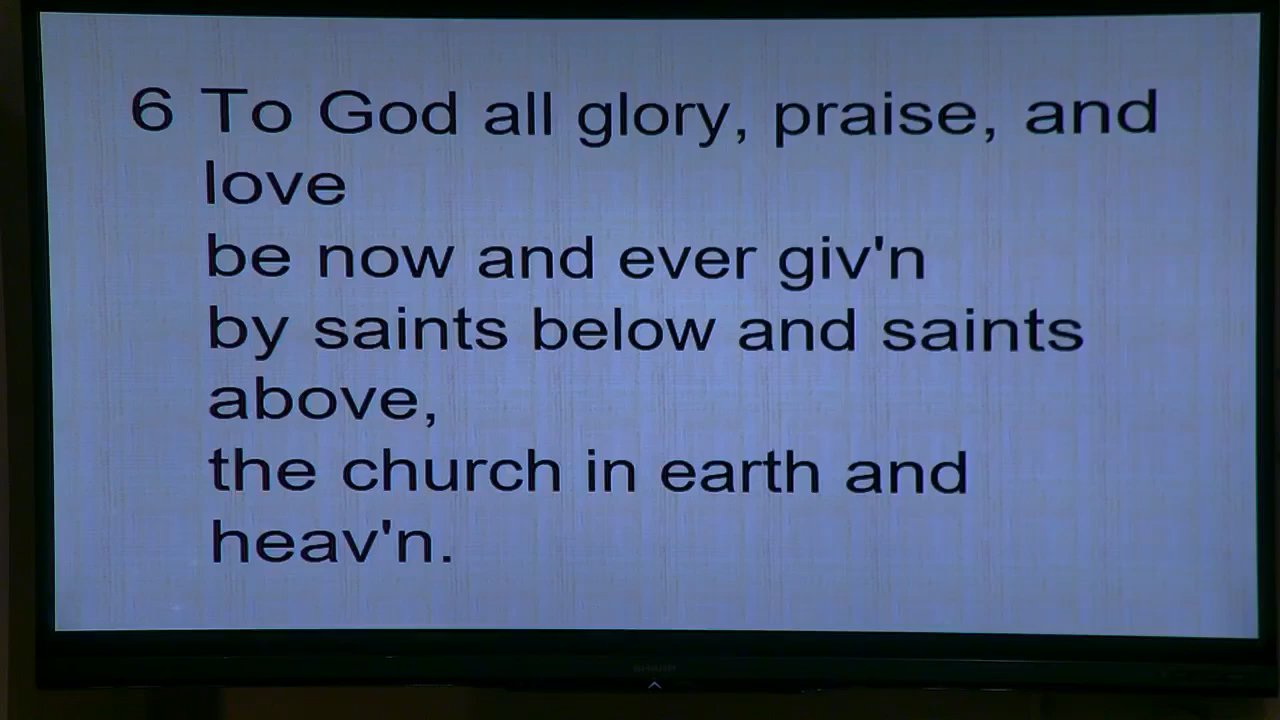 6 To God all glory, praise, and
love
be now and ever giv'n
by saints below and saints
above,
the church in earth and
heav'n.
SHARP